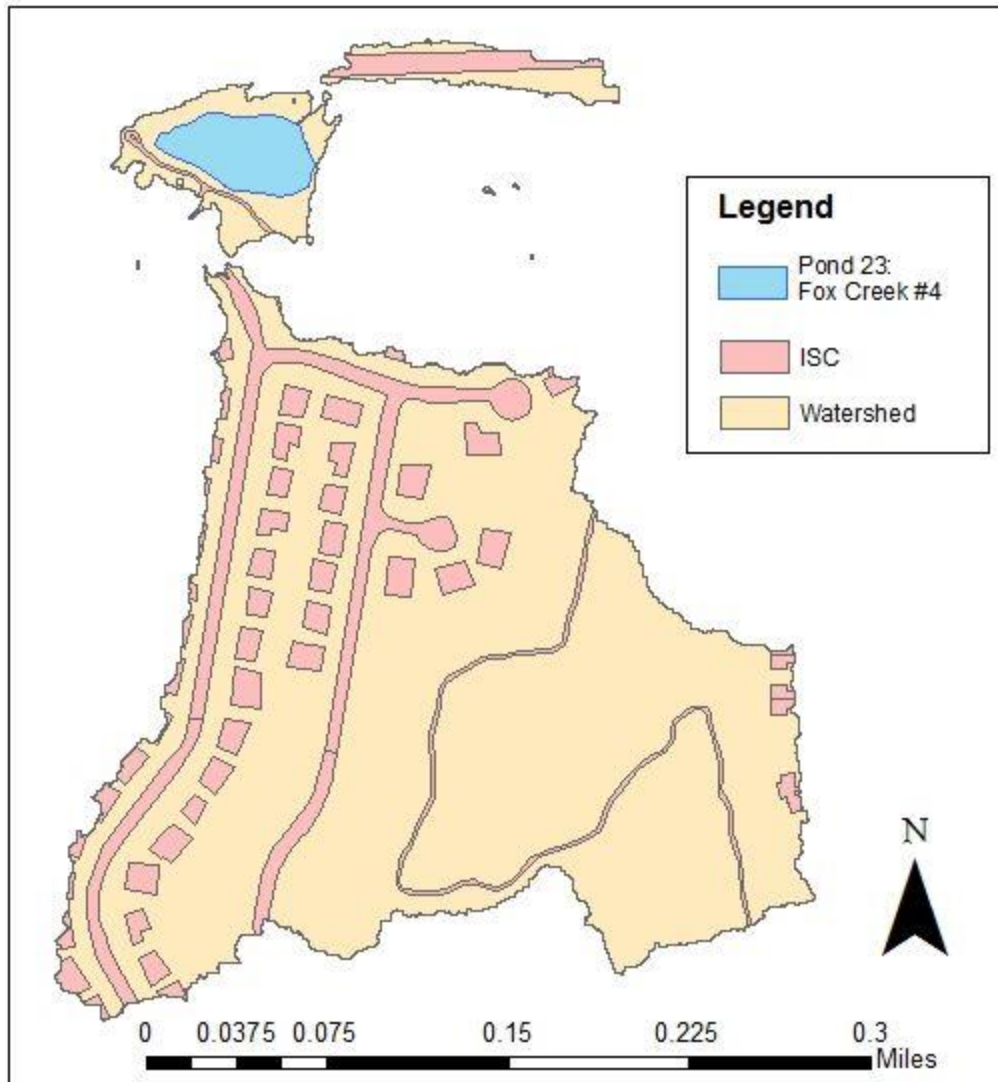 Legend
Pond 23:
Fox Creek #4
ISC
Watershed
N
0 0.0375 0.075 0.15 0.225 0.3
Miles